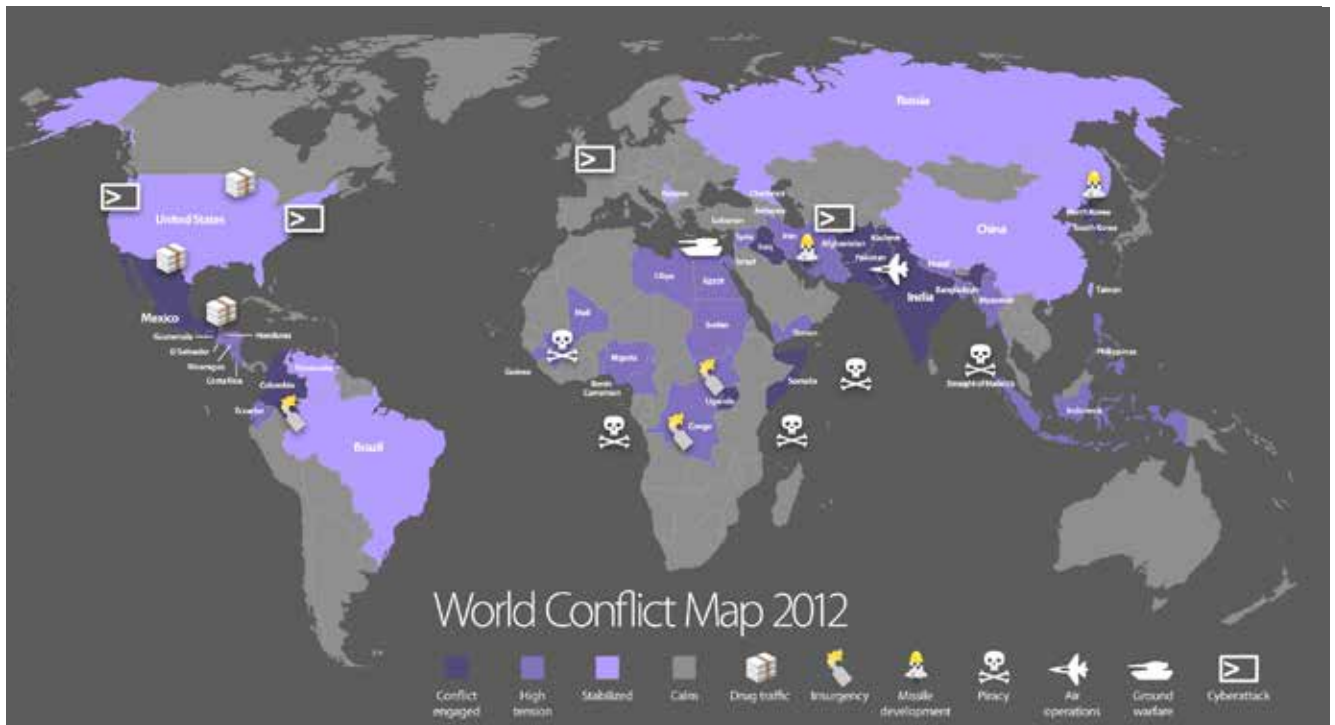 Russia
United States
China
Chechnya
North Korea
South Korea
Lebanon
Syria
Iraq
Iran
Afghanistan
Kashmir
Pakistan
Israel
Nepal
Libya
Egypt
India
Bangladesh
Myanmar
Taiwan
Mexico
Guatemala
Honduras
El Salvador
Nicaragua
Costa Rica
Mali
Sudan
Yemen
Philippines
Guinea
Nigeria
Venezuela
Colombia
Benin
Cameroon
Uganda
Somalia
Straight of Malacca
Ecuador
Congo
Indonesia
Brazil
World Conflict Map 2012
Conflict engaged
High tension
Stabilized
Calm
Drug traffic
Insurgency
Missile development
Piracy
Air operations
Ground warfare
Cyberattack